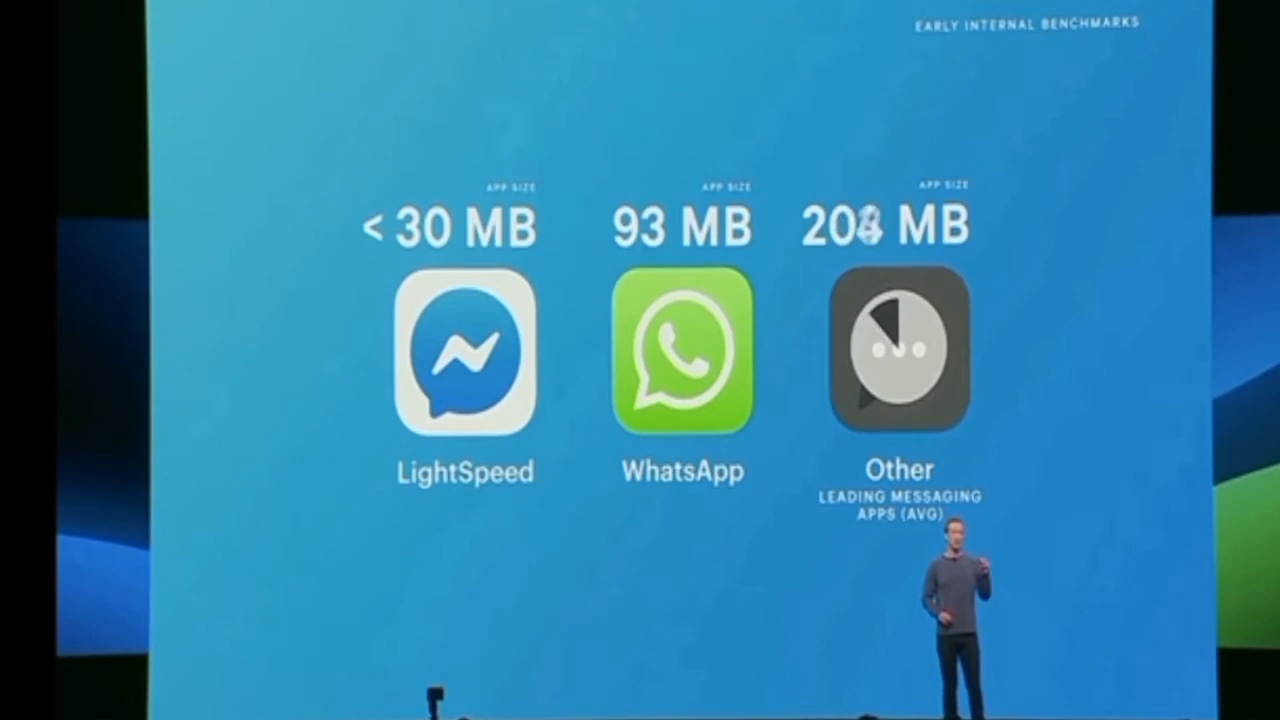 EARLY INTERNAL BENCHMARKS
APP SIZE
< 30 MB
LightSpeed
APP SIZE
93 MB
WhatsApp
APP SIZE
MB
Other
LEADING MESSAGING
APPS (AVG)